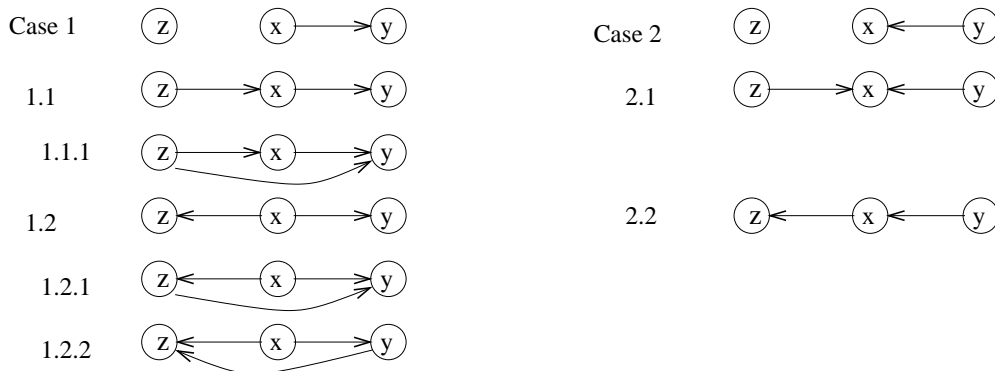 Case 1 z x y
1.1 z x y
1.1.1 z x y
1.2 z x y
1.2.1 z x y
1.2.2 z x y
Case 2 z x y
2.1 z x y
2.2 z x y